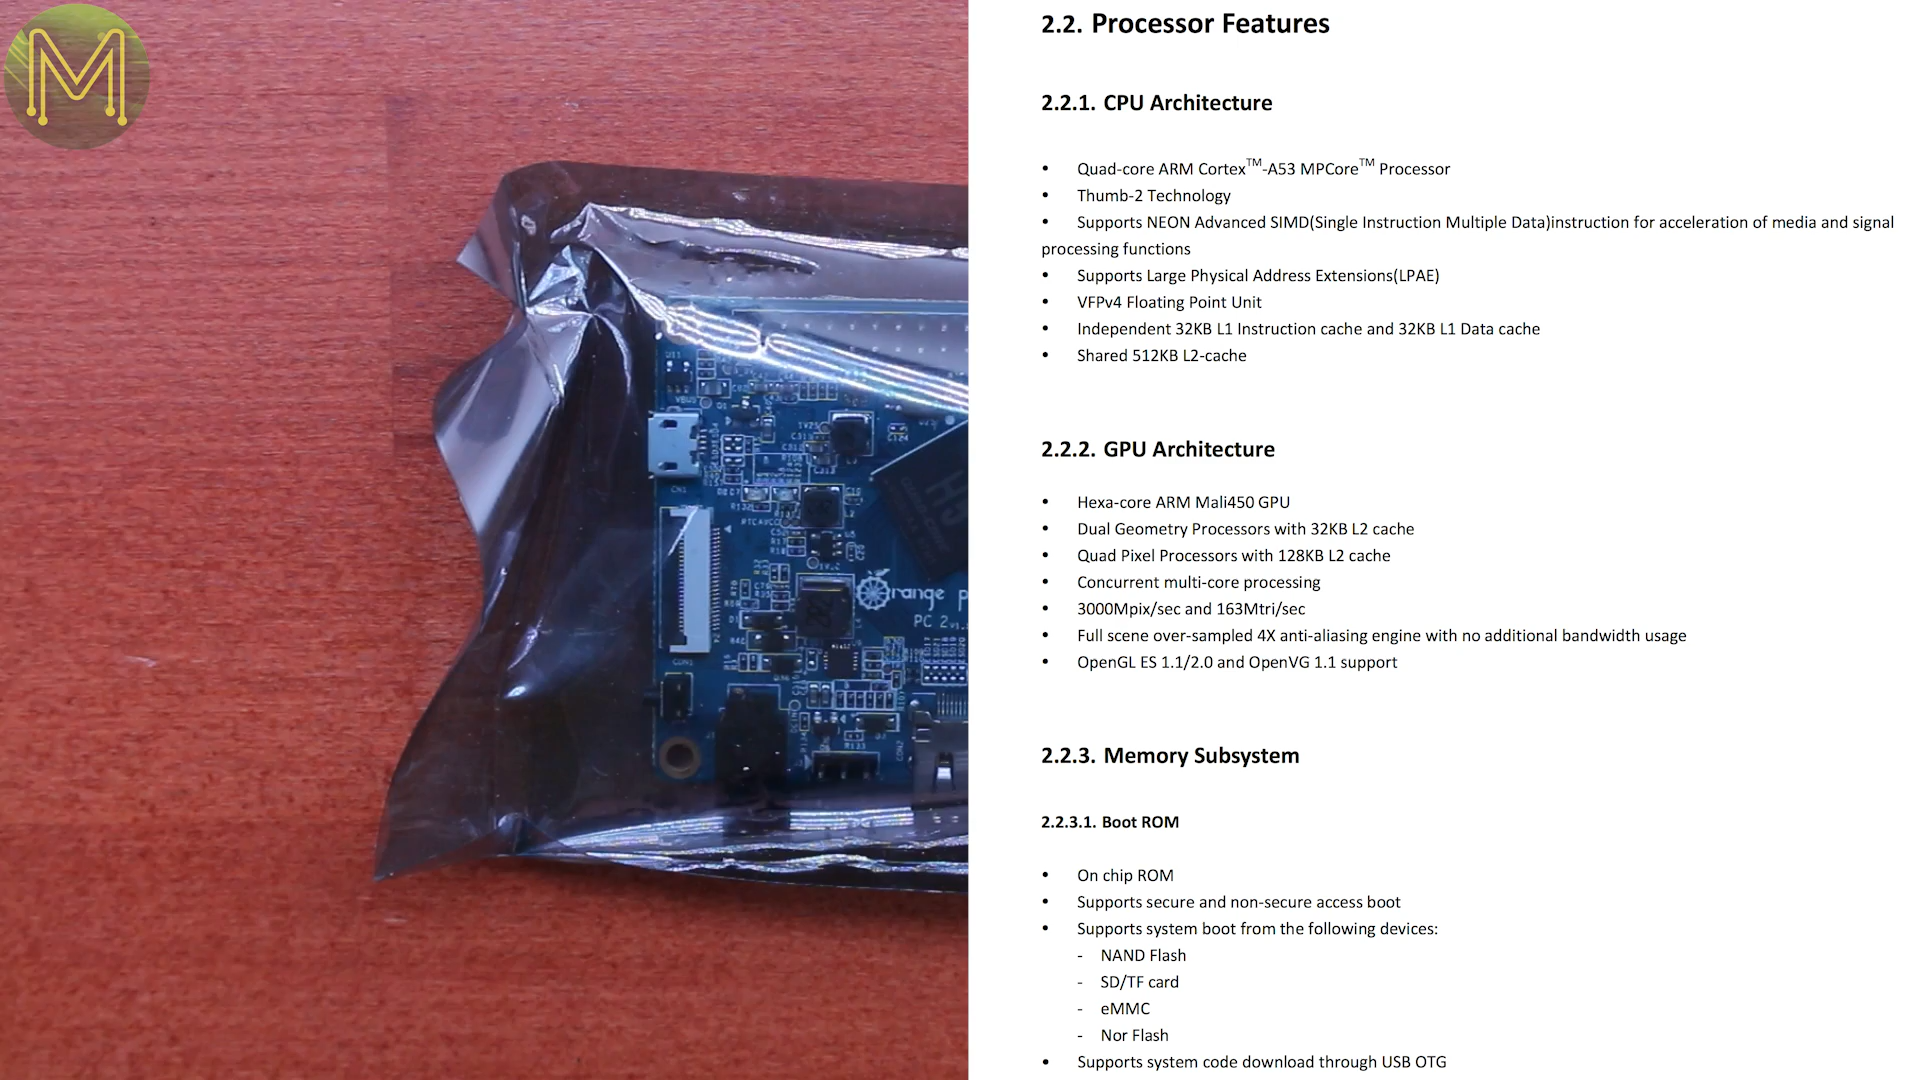 M
U11
VBUS
CN1
CON1
1V2S
C124
H5
range p
PC 2
R133
2.2. Processor Features
2.2.1. CPU Architecture
• Quad-core ARM Cortex™-A53 MPCore™ Processor
• Thumb-2 Technology
• Supports NEON Advanced SIMD(Single Instruction Multiple Data)instruction for acceleration of media and signal
processing functions
• Supports Large Physical Address Extensions(LPAE)
• VFPv4 Floating Point Unit
• Independent 32KB L1 Instruction cache and 32KB L1 Data cache
• Shared 512KB L2-cache
2.2.2. GPU Architecture
• Hexa-core ARM Mali450 GPU
• Dual Geometry Processors with 32KB L2 cache
• Quad Pixel Processors with 128KB L2 cache
• Concurrent multi-core processing
• 3000Mpix/sec and 163Mtri/sec
• Full scene over-sampled 4X anti-aliasing engine with no additional bandwidth usage
• OpenGL ES 1.1/2.0 and OpenVG 1.1 support
2.2.3. Memory Subsystem
2.2.3.1. Boot ROM
• On chip ROM
• Supports secure and non-secure access boot
• Supports system boot from the following devices:
- NAND Flash
- SD/TF card
- eMMC
- Nor Flash
• Supports system code download through USB OTG